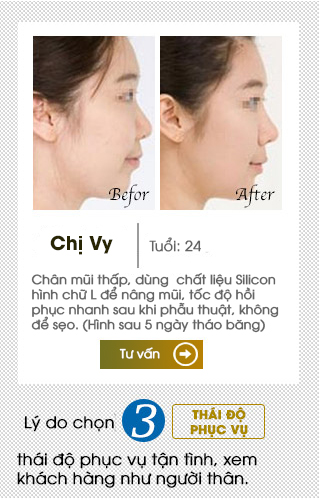 Befor
After
Chị Vy
Tuổi: 24
Chân mũi thấp, dùng chất liệu Silicon
hình chữ L để nâng mũi, tốc độ hồi
phục nhanh sau khi phẫu thuật, không
để sẹo. (Hình sau 5 ngày tháo băng)
Tư vấn
Lý do chọn
3
THÁI ĐỘ
PHỤC VỤ
thái độ phục vụ tận tình, xem
khách hàng như người thân.